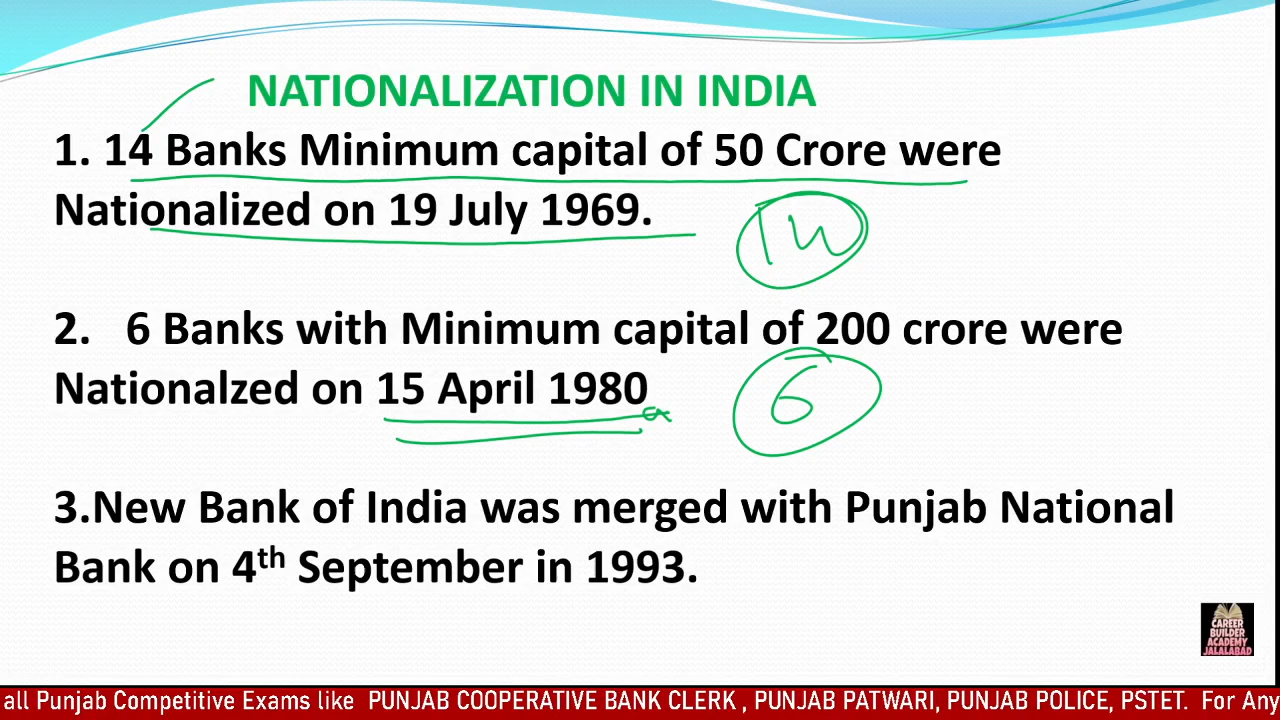 NATIONALIZATION IN INDIA
1. 14 Banks Minimum capital of 50 Crore were
Nationalized on 19 July 1969.
14
2. 6 Banks with Minimum capital of 200 crore were
Nationalzed on 15 April 1980
6
3.New Bank of India was merged with Punjab National
Bank on 4th September in 1993.
CAREER
BUILDER
ACADEMY
JALALABAD
all Punjab Competitive Exams like PUNJAB COOPERATIVE BANK CLERK , PUNJAB PATWARI, PUNJAB POLICE, PSTET. For Any